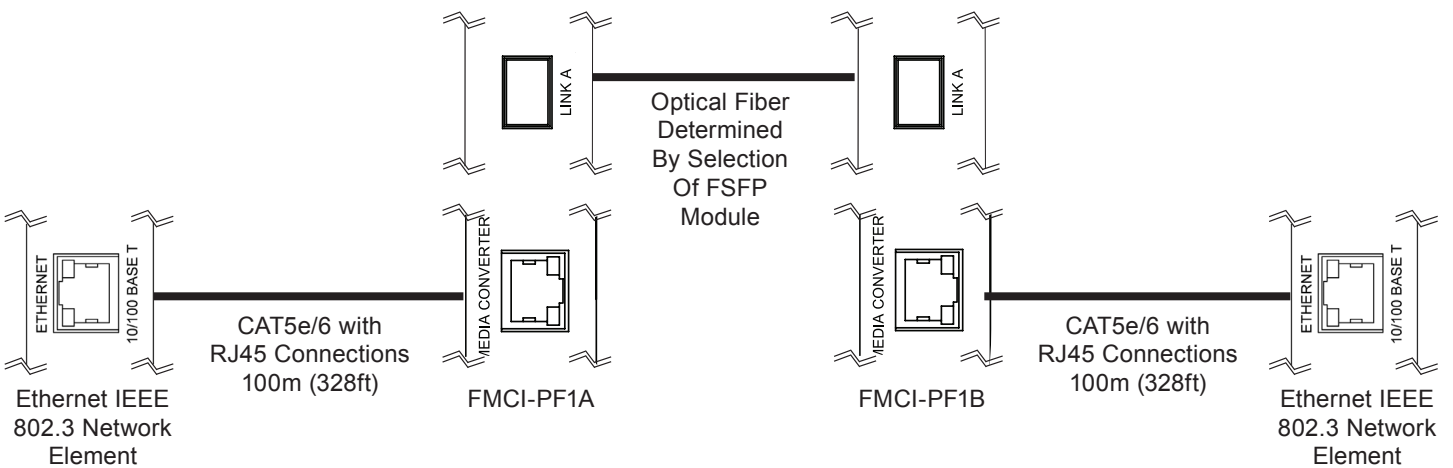 LINK A
Optical Fiber
Determined
By Selection
Of FSFP
Module
LINK A
ETHERNET
10/100 BASE T
CAT5e/6 with
RJ45 Connections
100m (328ft)
MEDIA CONVERTER
MEDIA CONVERTER
CAT5e/6 with
RJ45 Connections
100m (328ft)
ETHERNET
10/100 BASE T
Ethernet IEEE
802.3 Network
Element
FMCI-PF1A
FMCI-PF1B
Ethernet IEEE
802.3 Network
Element